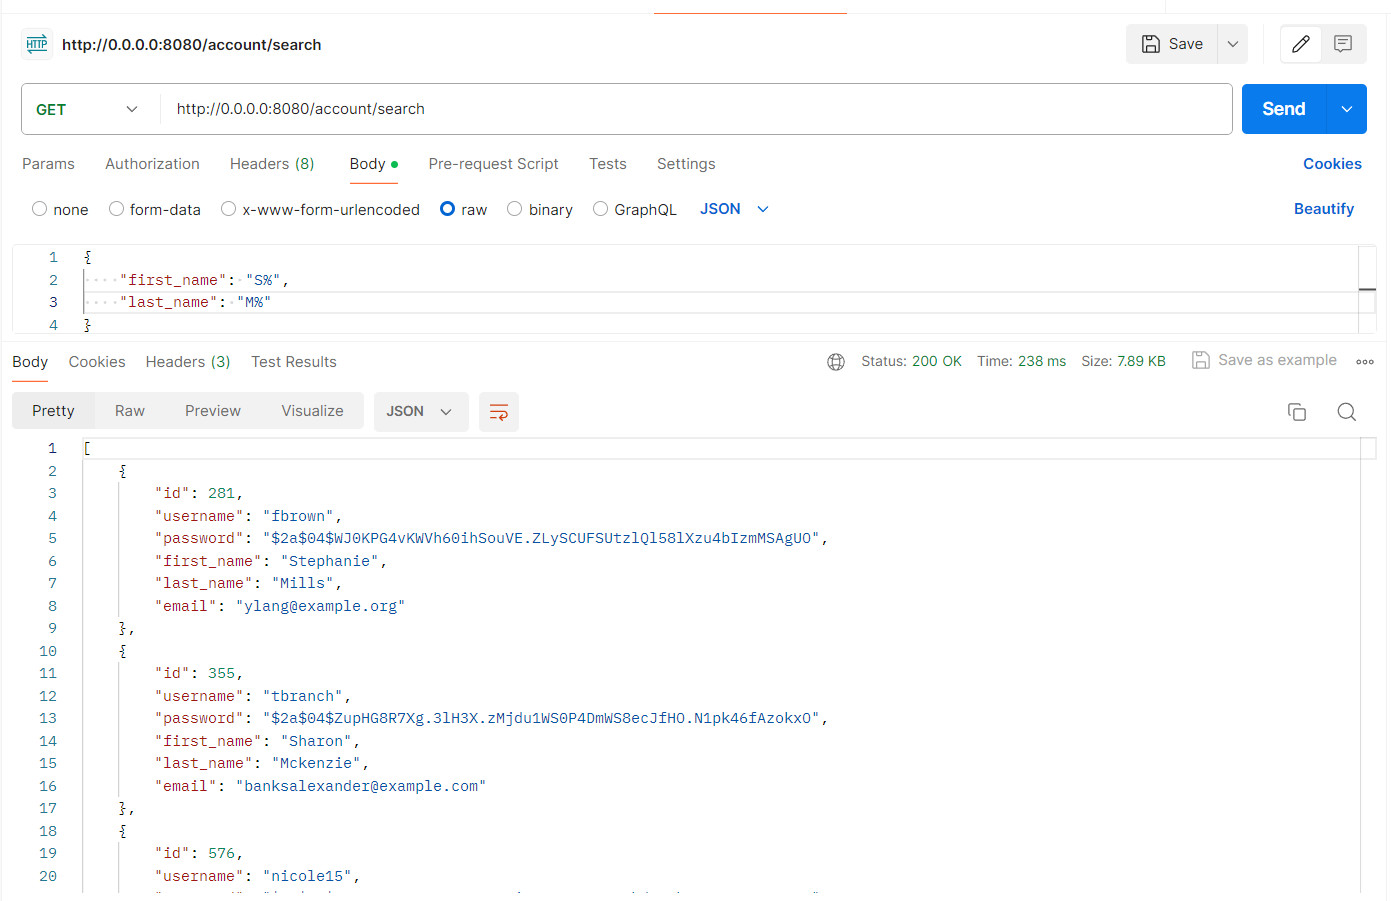 HTTP http://0.0.0.0:8080/account/search Save
GET http://0.0.0.0:8080/account/search Send
Params Authorization Headers (8) Body Pre-request Script Tests Settings Cookies
none form-data x-www-form-urlencoded raw binary GraphQL JSON Beautify
1 {
2 "first_name": "S%",
3 "last_name": "M%"
4 }
Body Cookies Headers (3) Test Results Status: 200 OK Time: 238 ms Size: 7.89 KB Save as example
Pretty Raw Preview Visualize JSON
1 [
2 {
3 "id": 281,
4 "username": "fbrown",
5 "password": "$2a$04$WJ0KPG4vKWVh60ihSouVE.ZLySCUFSUtzlQl58lXzu4bIzmMSAgUO",
6 "first_name": "Stephanie",
7 "last_name": "Mills",
8 "email": "ylang@example.org"
9 },
10 {
11 "id": 355,
12 "username": "tbranch",
13 "password": "$2a$04$ZupHG8R7Xg.3lH3X.zMjdu1WS0P4DmWS8ecJfHO.N1pk46fAzokxO",
14 "first_name": "Sharon",
15 "last_name": "Mckenzie",
16 "email": "banksalexander@example.com"
17 },
18 {
19 "id": 576,
20 "username": "nicole15",